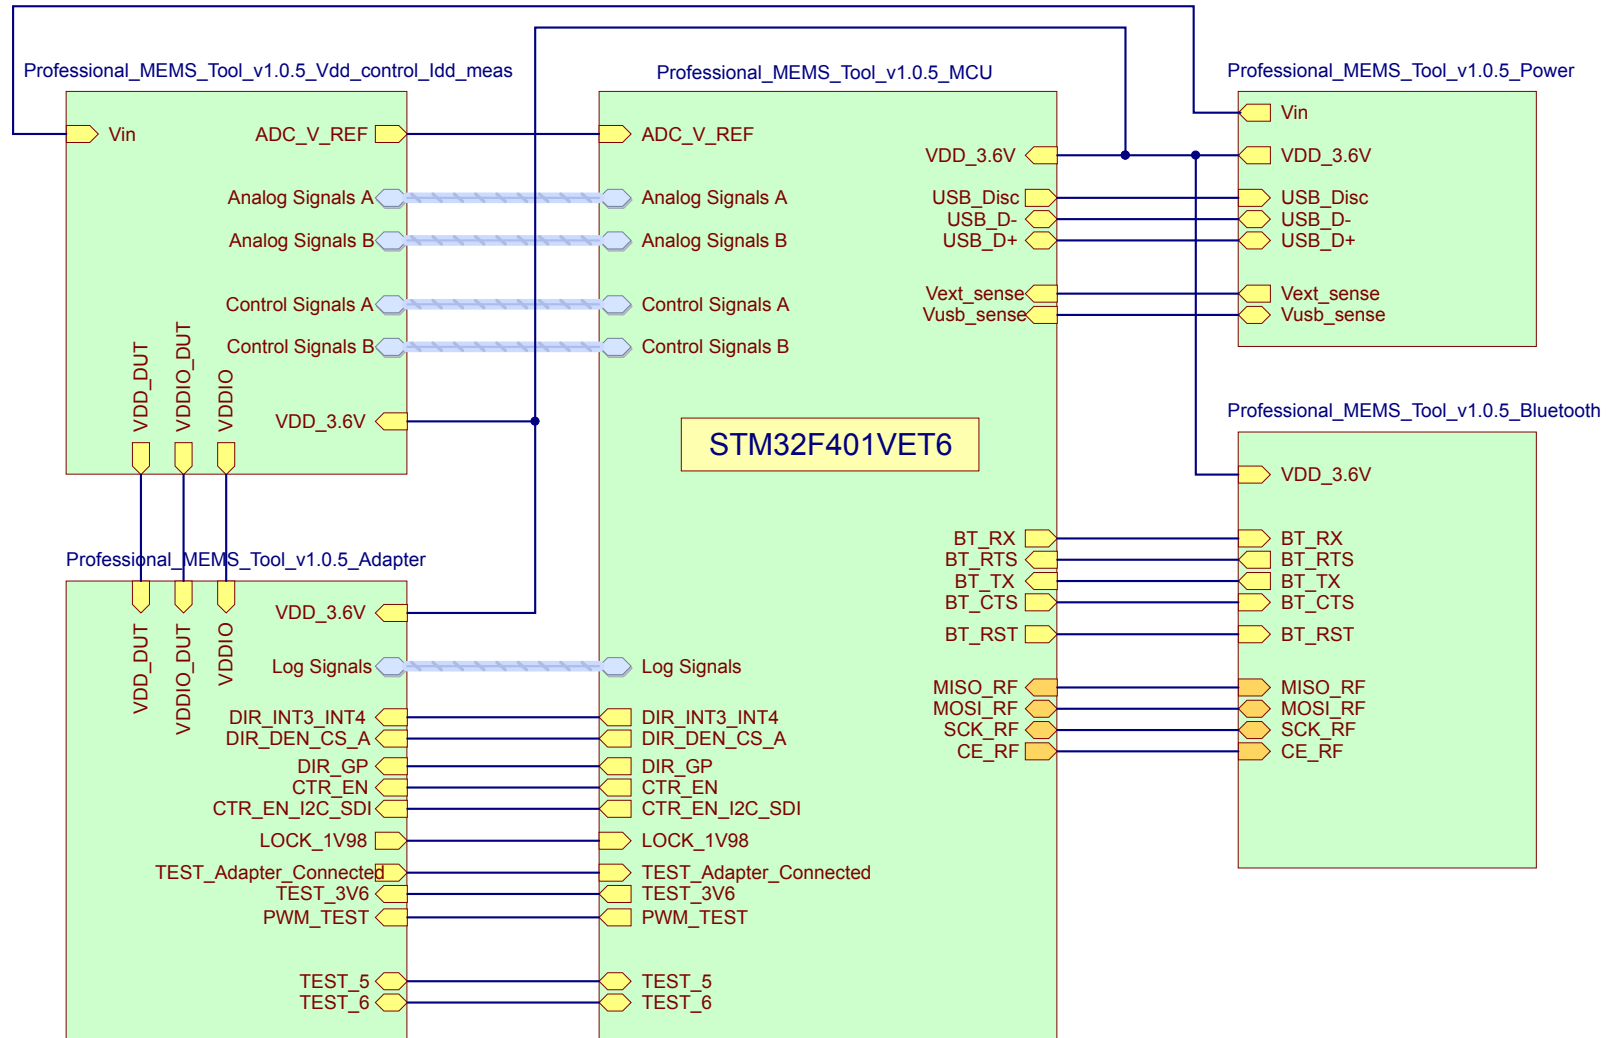 Professional_MEMS_Tool_v1.0.5_Vdd_control_Idd_meas
Vin
ADC_V_REF
Analog Signals A
Analog Signals B
Control Signals A
Control Signals B
VDD_3.6V
VDD_DUT
VDDIO_DUT
VDDIO
Professional_MEMS_Tool_v1.0.5_Adapter
VDD_DUT
VDDIO_DUT
VDDIO
VDD_3.6V
Log Signals
DIR_INT3_INT4
DIR_DEN_CS_A
DIR_GP
CTR_EN
CTR_EN_I2C_SDI
LOCK_1V98
TEST_Adapter_Connected
TEST_3V6
PWM_TEST
TEST_5
TEST_6
Professional_MEMS_Tool_v1.0.5_MCU
ADC_V_REF
Analog Signals A
Analog Signals B
Control Signals A
Control Signals B
STM32F401VET6
Log Signals
DIR_INT3_INT4
DIR_DEN_CS_A
DIR_GP
CTR_EN
CTR_EN_I2C_SDI
LOCK_1V98
TEST_Adapter_Connected
TEST_3V6
PWM_TEST
TEST_5
TEST_6
VDD_3.6V
USB_Disc
USB_D-
USB_D+
Vext_sense
Vusb_sense
BT_RX
BT_RTS
BT_TX
BT_CTS
BT_RST
MISO_RF
MOSI_RF
SCK_RF
CE_RF
Professional_MEMS_Tool_v1.0.5_Power
Vin
VDD_3.6V
USB_Disc
USB_D-
USB_D+
Vext_sense
Vusb_sense
Professional_MEMS_Tool_v1.0.5_Bluetooth
VDD_3.6V
BT_RX
BT_RTS
BT_TX
BT_CTS
BT_RST
MISO_RF
MOSI_RF
SCK_RF
CE_RF